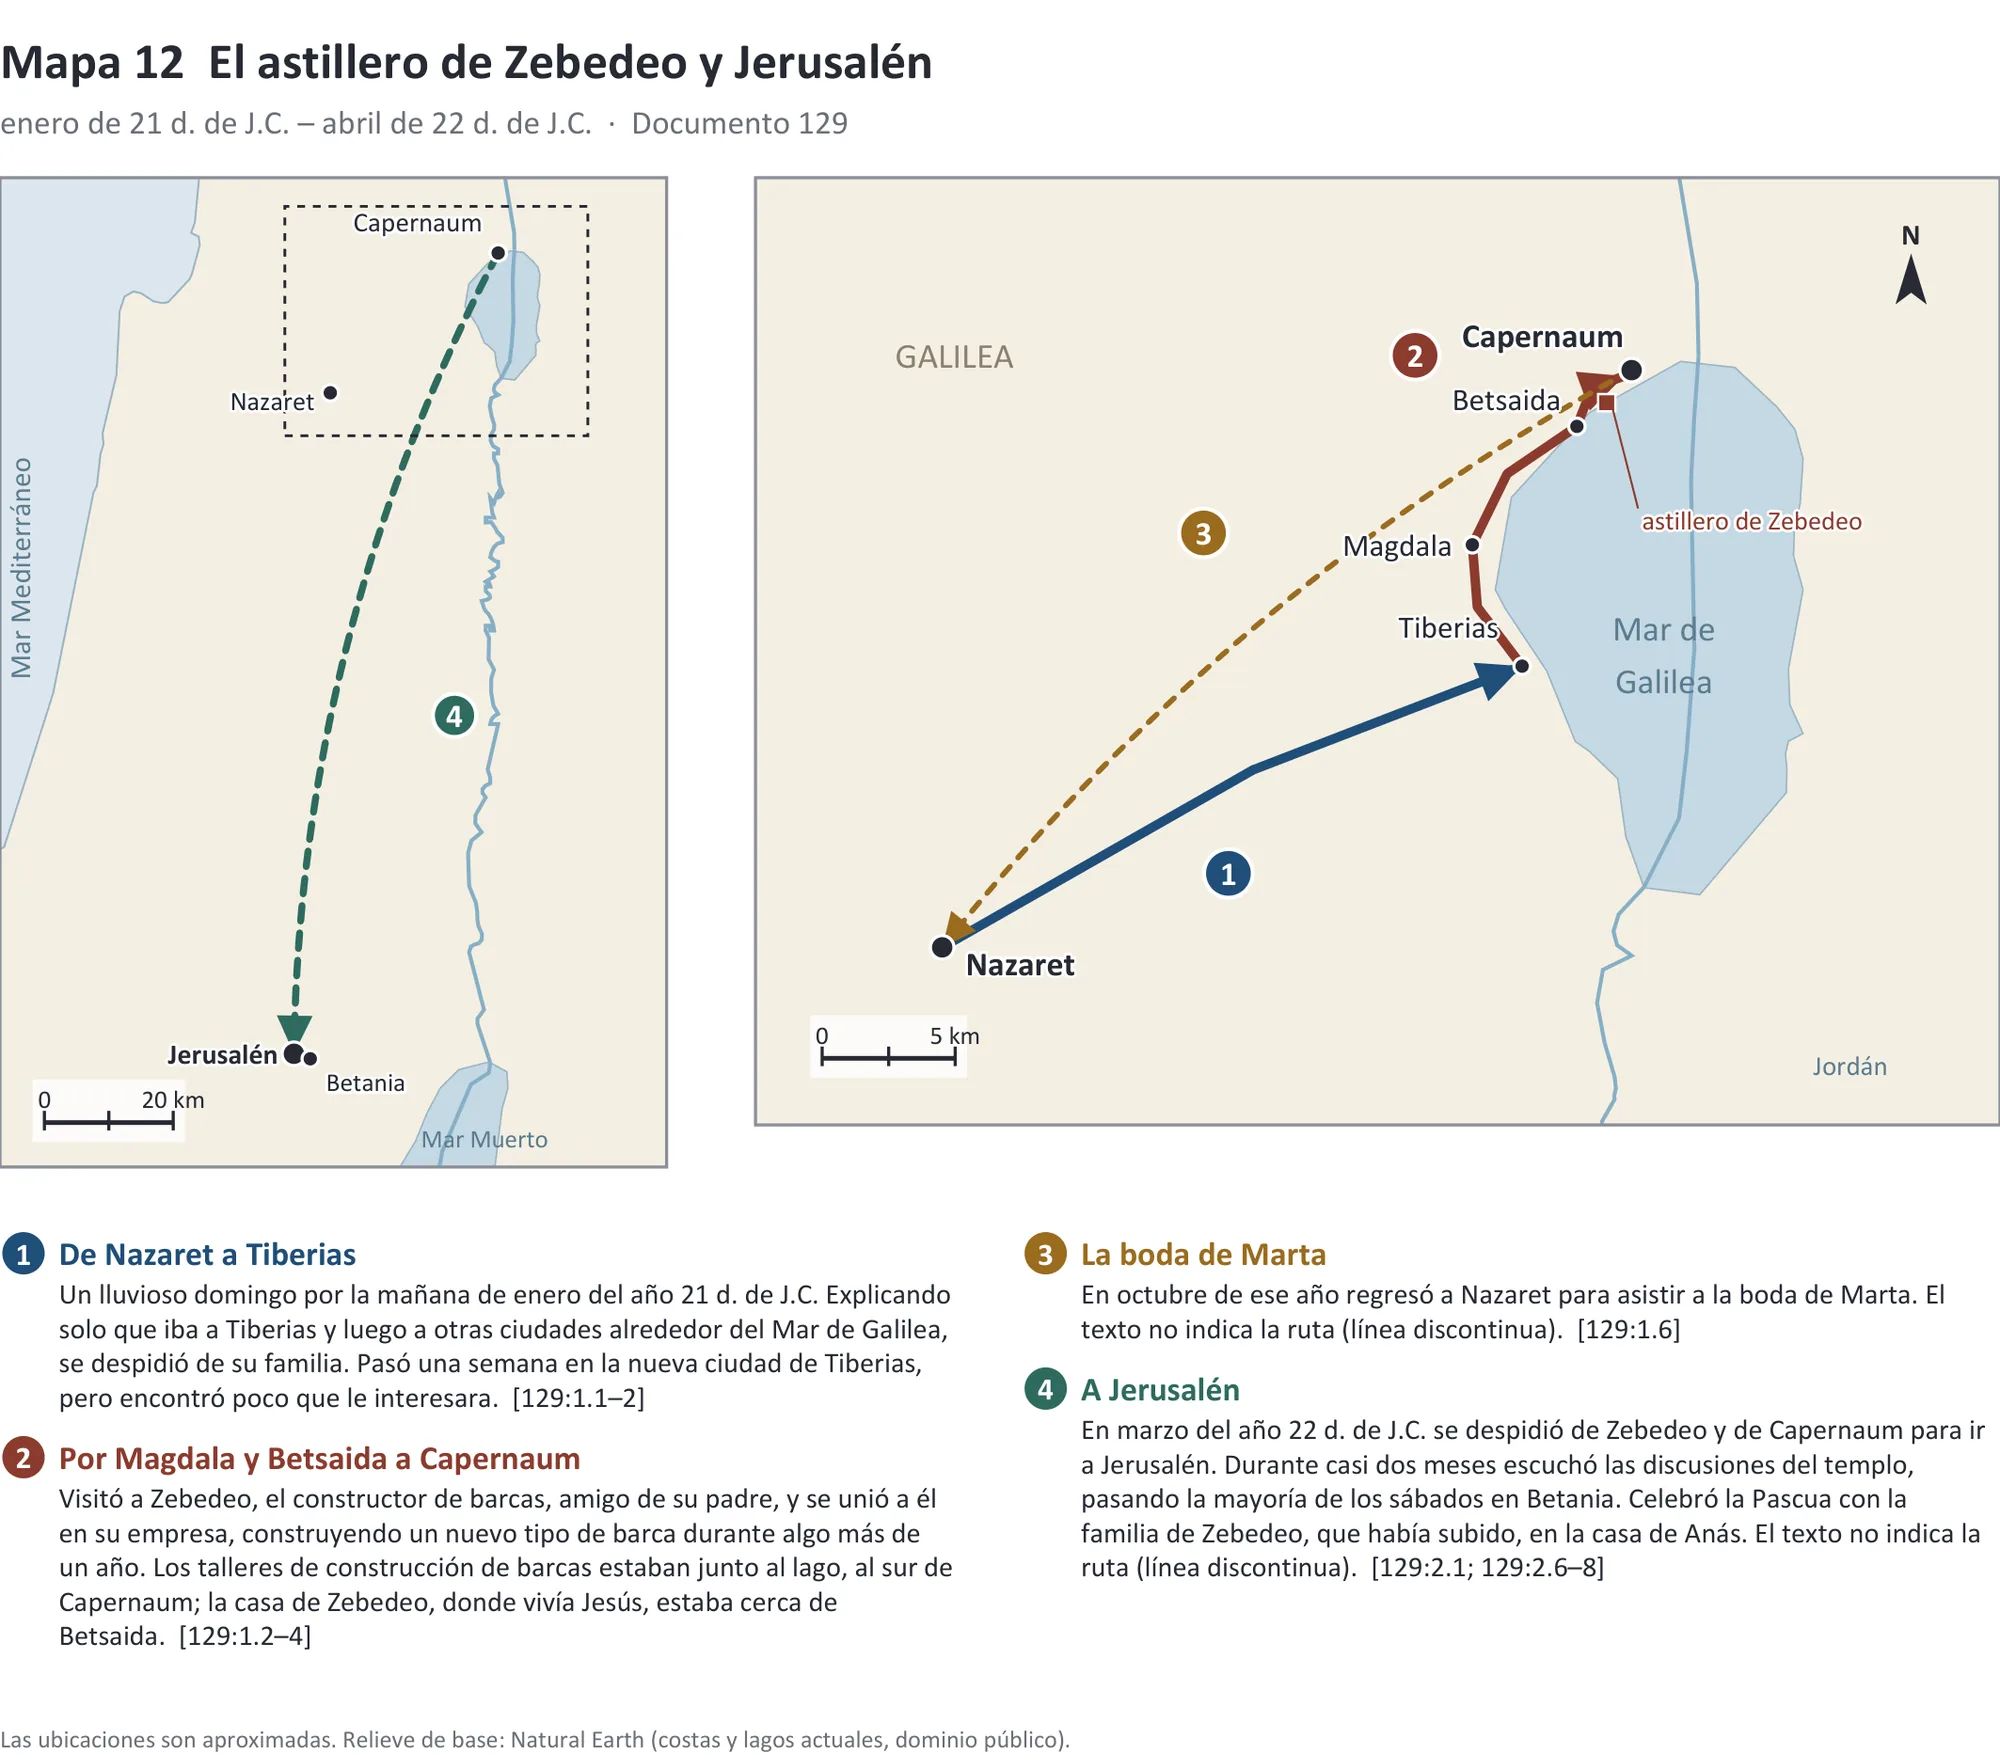 Mapa 12 El astillero de Zebedeo y Jerusalén
enero de 21 d. de J.C. – abril de 22 d. de J.C. · Documento 129
Capernaum
Nazaret
Mar Mediterráneo
4
Jerusalén
Betania
0 20 km
Mar Muerto
N
GALILEA
2
Capernaum
Betsaida
3
astillero de Zebedeo
Magdala
Tiberias
Mar de
Galilea
1
Nazaret
0 5 km
Jordán
1 De Nazaret a Tiberias
Un lluvioso domingo por la mañana de enero del año 21 d. de J.C. Explicando
solo que iba a Tiberias y luego a otras ciudades alrededor del Mar de Galilea,
se despidió de su familia. Pasó una semana en la nueva ciudad de Tiberias,
pero encontró poco que le interesara. [129:1.1–2]
2 Por Magdala y Betsaida a Capernaum
Visitó a Zebedeo, el constructor de barcas, amigo de su padre, y se unió a él
en su empresa, construyendo un nuevo tipo de barca durante algo más de
un año. Los talleres de construcción de barcas estaban junto al lago, al sur de
Capernaum; la casa de Zebedeo, donde vivía Jesús, estaba cerca de
Betsaida. [129:1.2–4]
3 La boda de Marta
En octubre de ese año regresó a Nazaret para asistir a la boda de Marta. El
texto no indica la ruta (línea discontinua). [129:1.6]
4 A Jerusalén
En marzo del año 22 d. de J.C. se despidió de Zebedeo y de Capernaum para ir
a Jerusalén. Durante casi dos meses escuchó las discusiones del templo,
pasando la mayoría de los sábados en Betania. Celebró la Pascua con la
familia de Zebedeo, que había subido, en la casa de Anás. El texto no indica la
ruta (línea discontinua). [129:2.1; 129:2.6–8]
Las ubicaciones son aproximadas. Relieve de base: Natural Earth (costas y lagos actuales, dominio público).